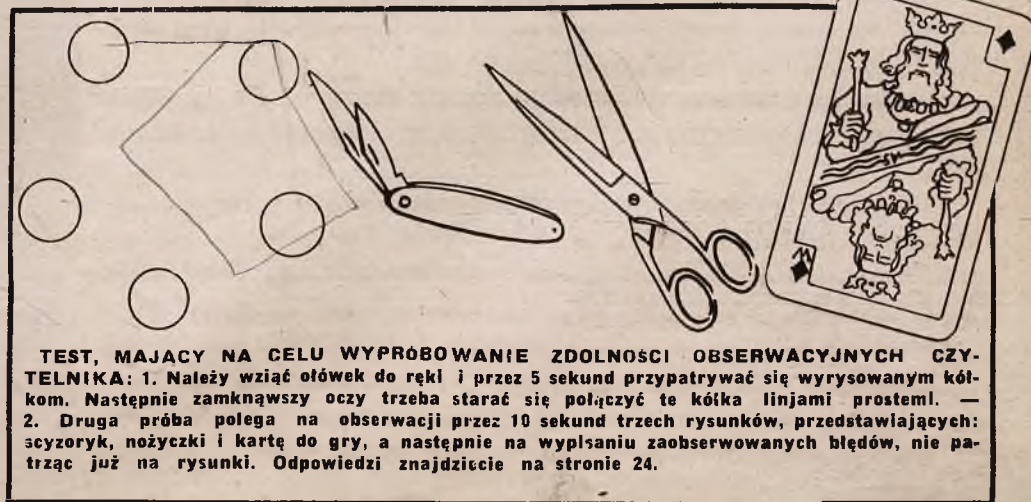 TEST, MAJĄCY NA CELU WYPRÓBOWANIE ZDOLNOŚCI OBSERWACYJNYCH CZY-
TELNIKA: 1. Należy wziąć ołówek do ręki i przez 5 sekund przypatrywać się wyrysowanym kół-
kom. Następnie zamknąwszy oczy trzeba starać się połączyć te kółka linjami prostemi. —
2. Druga próba polega na obserwacji przez 10 sekund trzech rysunków, przedstawiających:
scyzoryk, nożyczki i kartę do gry, a następnie na wypisaniu zaobserwowanych błędów, nie pa-
trząc już na rysunki. Odpowiedzi znajdziecie na stronie 24.